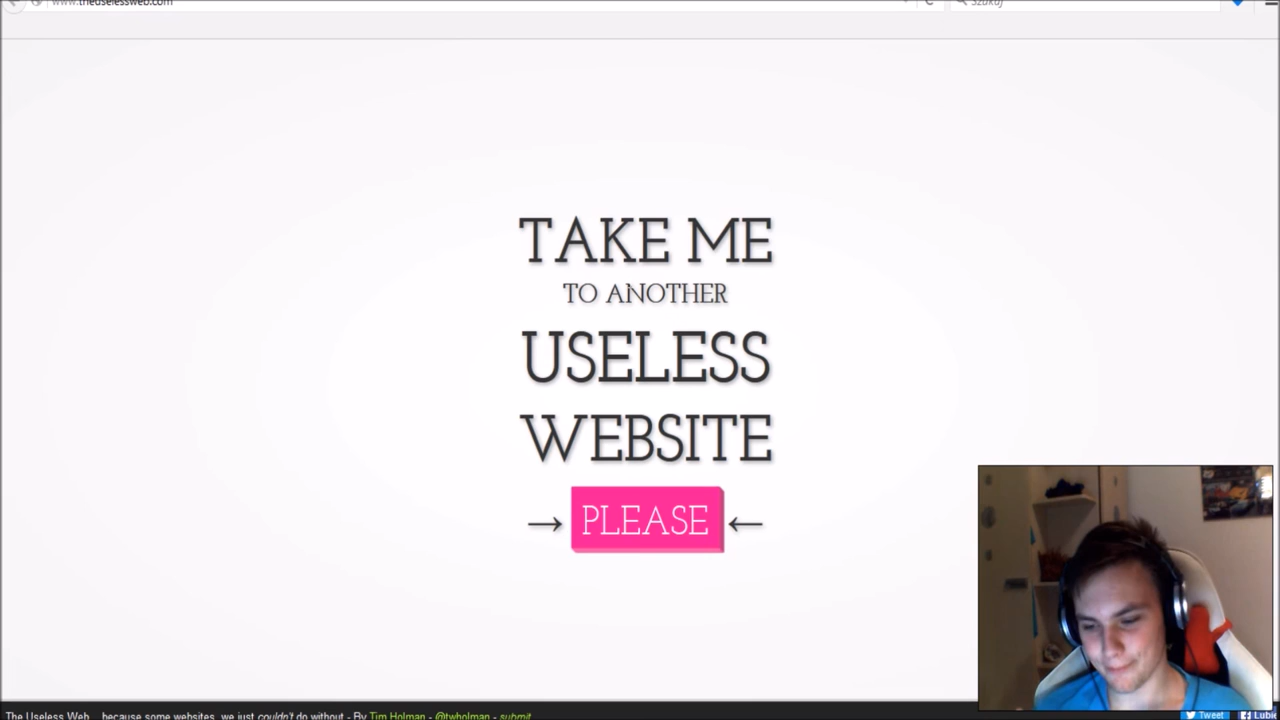 www.theuselessweb.com
Szukaj
TAKE ME
TO ANOTHER
USELESS
WEBSITE
→ PLEASE ←
The Useless Web... because some websites, we just couldn't do without - By Tim Holman - @twholman - submit
Tweet
Lubię